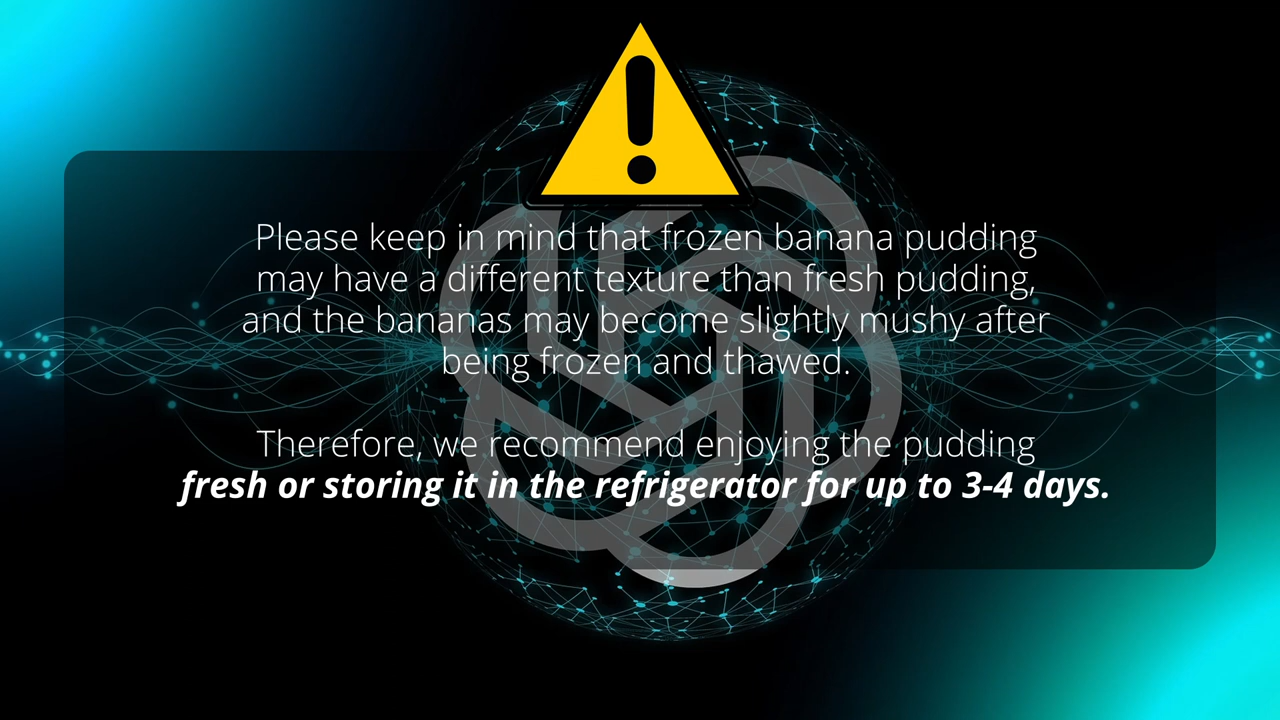 Please keep in mind that frozen banana pudding
may have a different texture than fresh pudding,
and the bananas may become slightly mushy after
being frozen and thawed.
Therefore, we recommend enjoying the pudding
fresh or storing it in the refrigerator for up to 3-4 days.